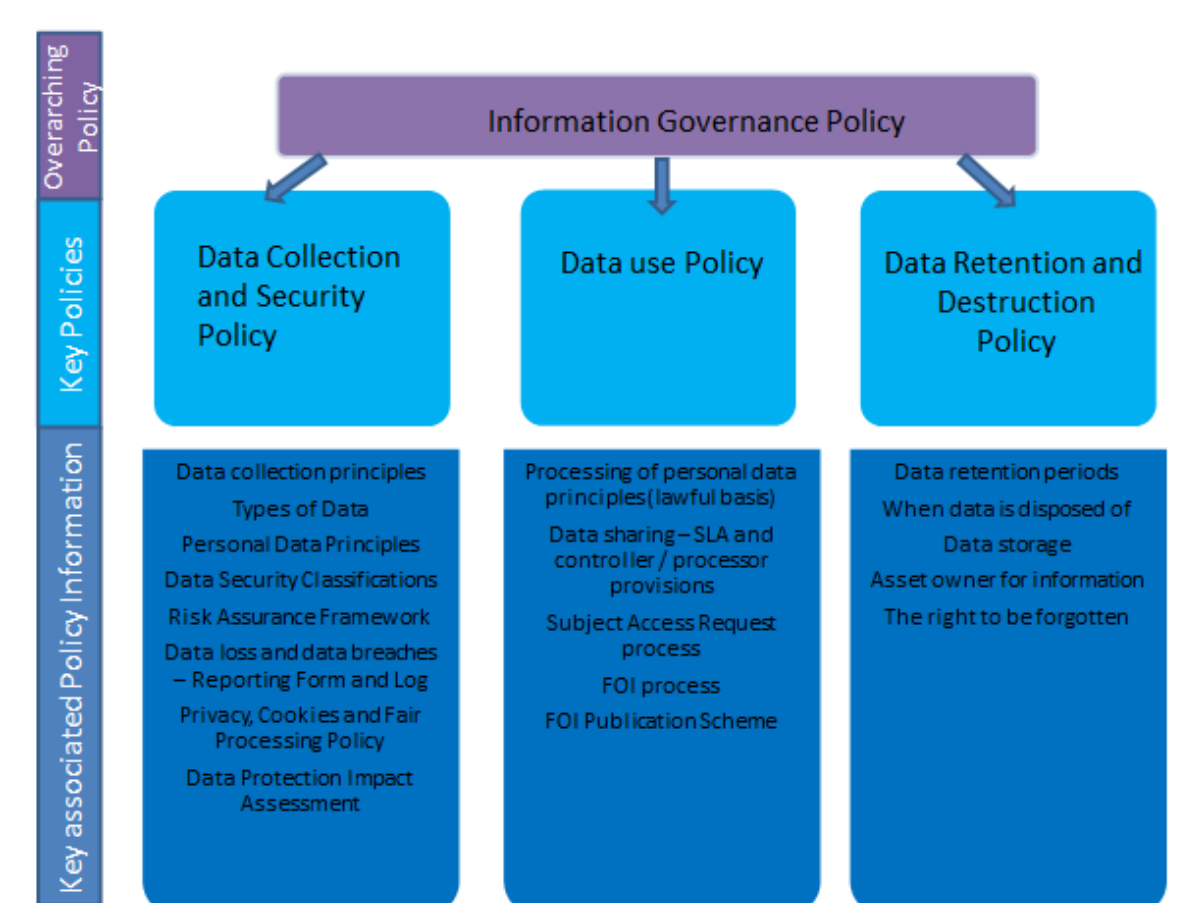 Overarching
Policy
Information Governance Policy
Key Policies
Data Collection
and Security
Policy
Data use Policy
Data Retention and
Destruction
Policy
Key associated Policy Information
Data collection principles
Types of Data
Personal Data Principles
Data Security Classifications
Risk Assurance Framework
Data loss and data breaches
– Reporting Form and Log
Privacy, Cookies and Fair
Processing Policy
Data Protection Impact
Assessment
Processing of personal data
principles(lawful basis)
Data sharing – SLA and
controller / processor
provisions
Subject Access Request
process
FOI process
FOI Publication Scheme
Data retention periods
When data is disposed of
Data storage
Asset owner for information
The right to be forgotten